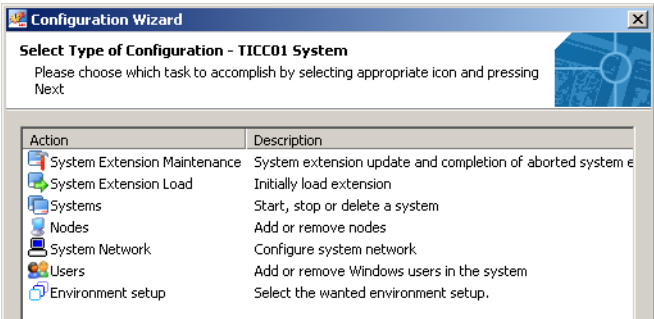 Configuration Wizard
Select Type of Configuration - TICC01 System
Please choose which task to accomplish by selecting appropriate icon and pressing
Next
Action Description
System Extension Maintenance System extension update and completion of aborted system e
System Extension Load Initially load extension
Systems Start, stop or delete a system
Nodes Add or remove nodes
System Network Configure system network
Users Add or remove Windows users in the system
Environment setup Select the wanted environment setup.